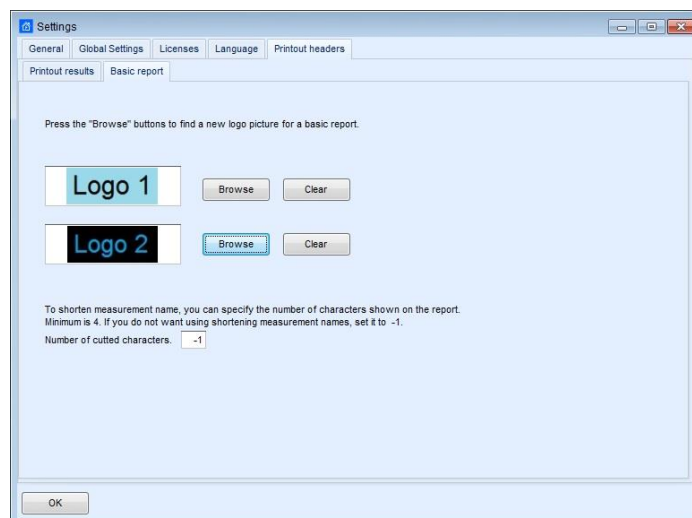 Settings
General Global Settings Licenses Language Printout headers
Printout results Basic report
Press the "Browse" buttons to find a new logo picture for a basic report.
Logo 1 Browse Clear
Logo 2 Browse Clear
To shorten measurement name, you can specify the number of characters shown on the report.
Minimum is 4. If you do not want using shortening measurement names, set it to -1.
Number of cutted characters. -1
OK